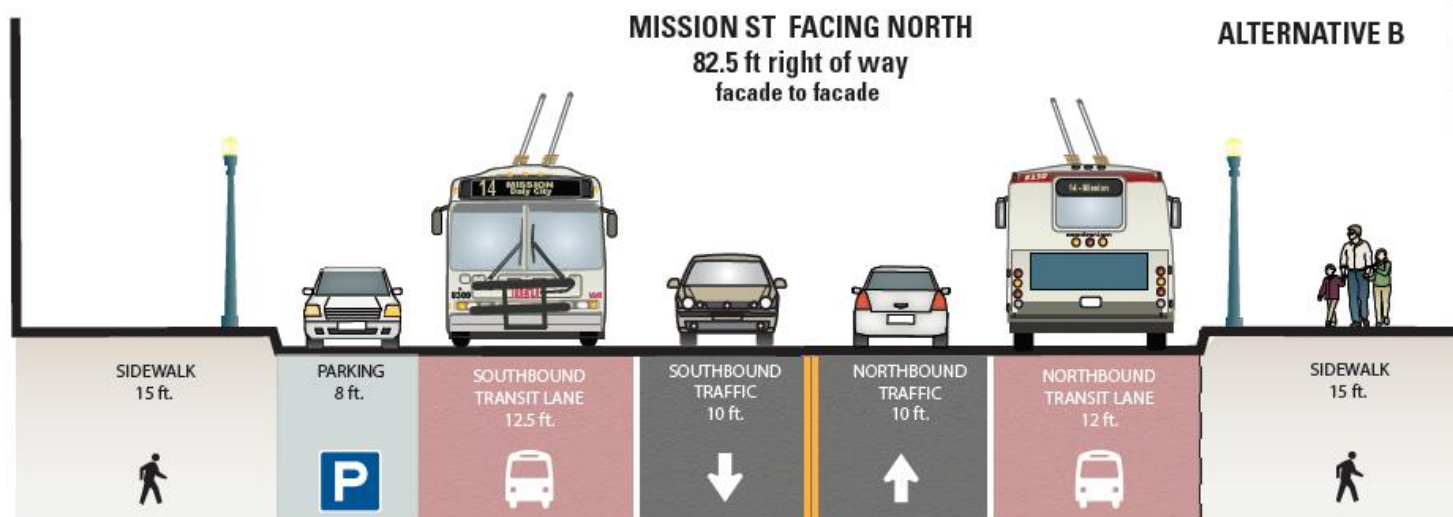 MISSION ST FACING NORTH
82.5 ft right of way
facade to facade
ALTERNATIVE B
14 MISSION
Daly City
8300
8350
14 - Mission
SIDEWALK
15 ft.
PARKING
8 ft.
P
SOUTHBOUND
TRANSIT LANE
12.5 ft.
SOUTHBOUND
TRAFFIC
10 ft.
NORTHBOUND
TRAFFIC
10 ft.
NORTHBOUND
TRANSIT LANE
12 ft.
SIDEWALK
15 ft.